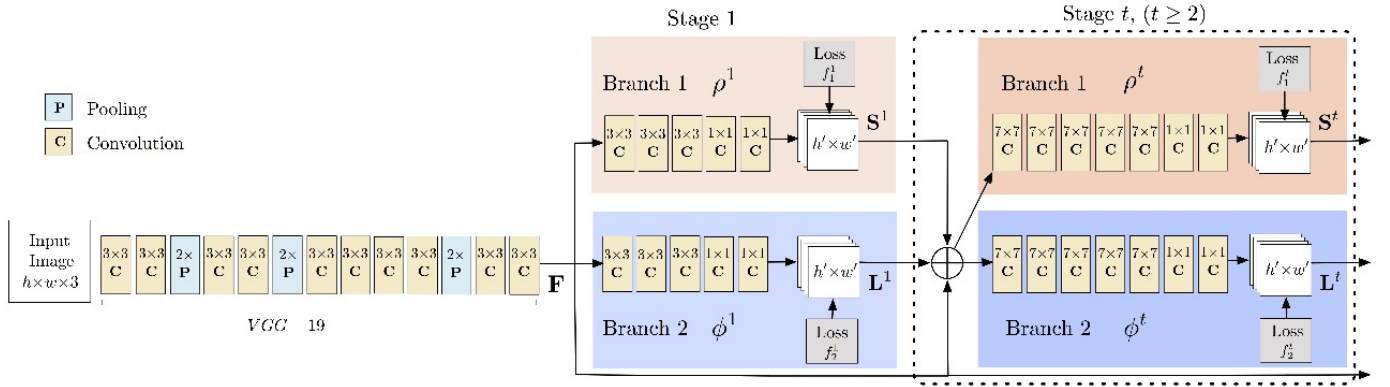 Stage 1
Stage t, (t ≥ 2)
P Pooling
C Convolution
Input
Image
h×w×3
3×3 C
3×3 C
2× P
3×3 C
3×3 C
2× P
3×3 C
3×3 C
3×3 C
3×3 C
2× P
3×3 C
3×3 C
VGG 19
F
Branch 1 ρ¹
Loss
f₁¹
3×3 C
3×3 C
3×3 C
1×1 C
1×1 C
h′×w′
S¹
3×3 C
3×3 C
3×3 C
1×1 C
1×1 C
h′×w′
L¹
Branch 2 ϕ¹
Loss
f₂¹
Branch 1 ρᵗ
Loss
f₁ᵗ
7×7 C
7×7 C
7×7 C
7×7 C
7×7 C
1×1 C
1×1 C
h′×w′
Sᵗ
7×7 C
7×7 C
7×7 C
7×7 C
7×7 C
1×1 C
1×1 C
h′×w′
Lᵗ
Branch 2 ϕᵗ
Loss
f₂ᵗ